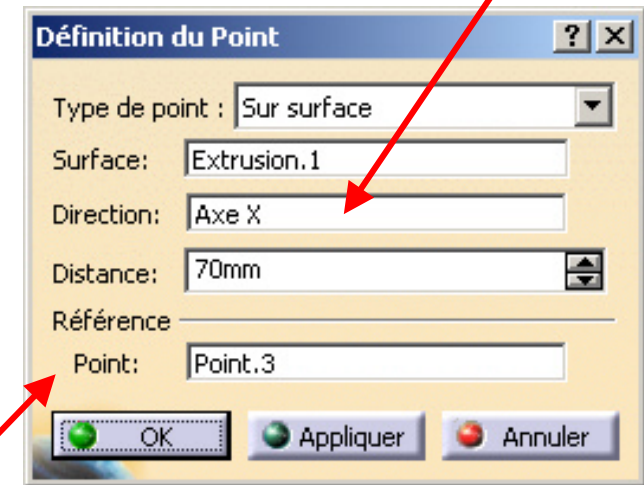 Définition du Point
Type de point : Sur surface
Surface: Extrusion.1
Direction: Axe X
Distance: 70mm
Référence
Point: Point.3
OK Appliquer Annuler